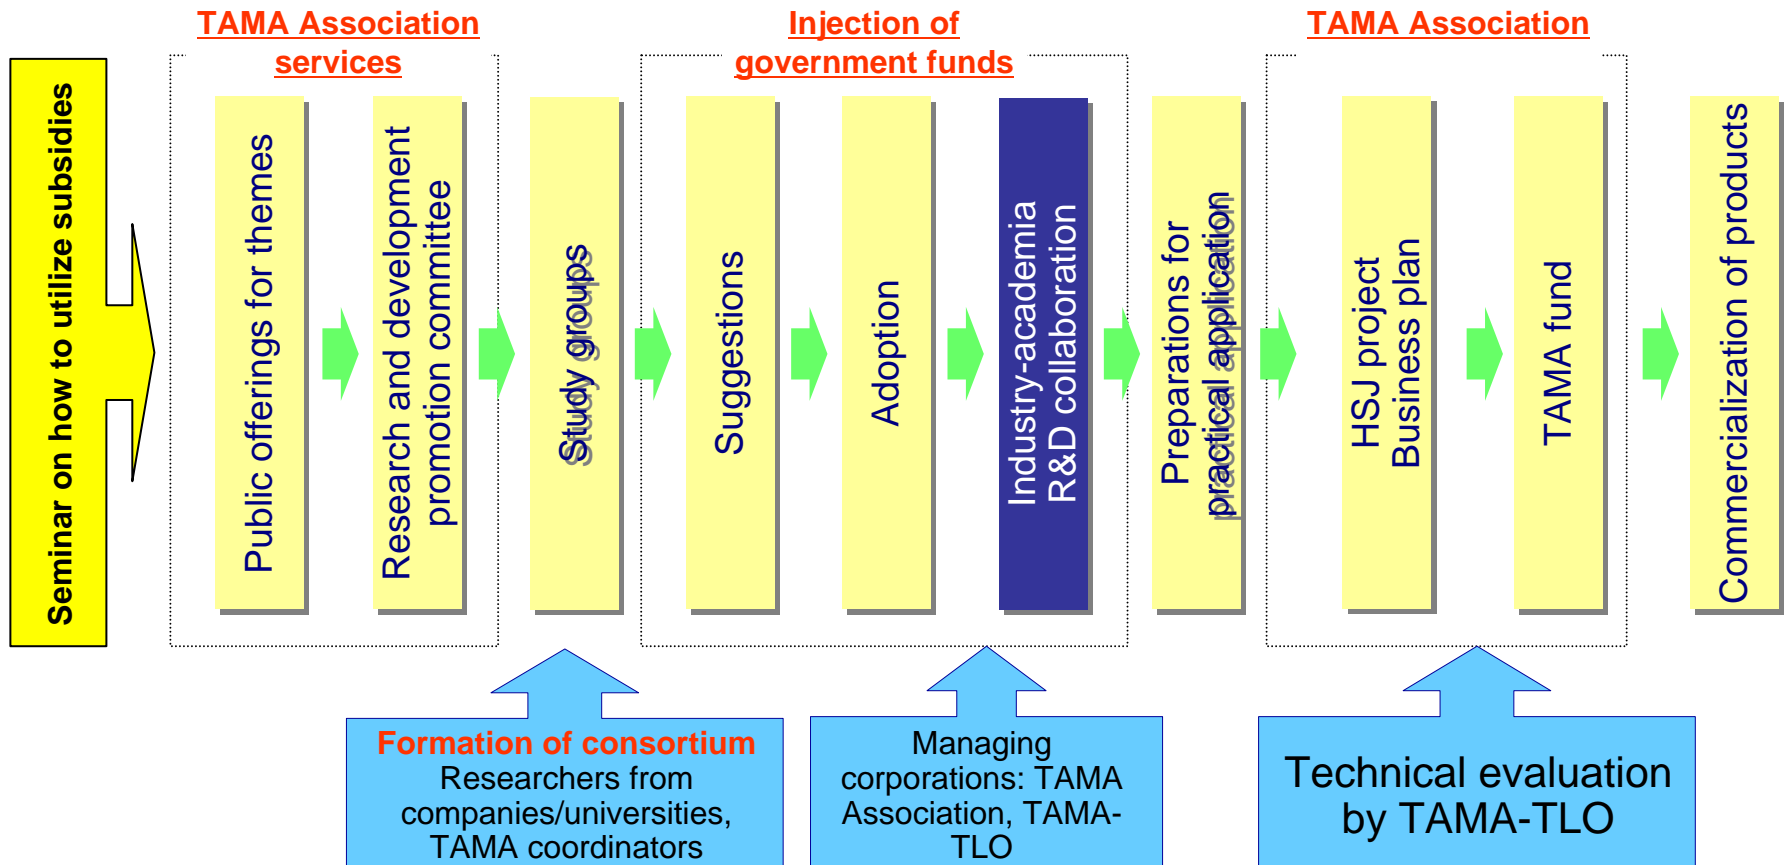 TAMA Association
services
Injection of
government funds
TAMA Association
Seminar on how to utilize subsidies
Public offerings for themes
Research and development
promotion committee
Study groups
Suggestions
Adoption
Industry-academia
R&D collaboration
Preparations for
practical application
HSJ project
Business plan
TAMA fund
Commercialization of products
Formation of consortium
Researchers from
companies/universities,
TAMA coordinators
Managing
corporations: TAMA
Association, TAMA-
TLO
Technical evaluation
by TAMA-TLO